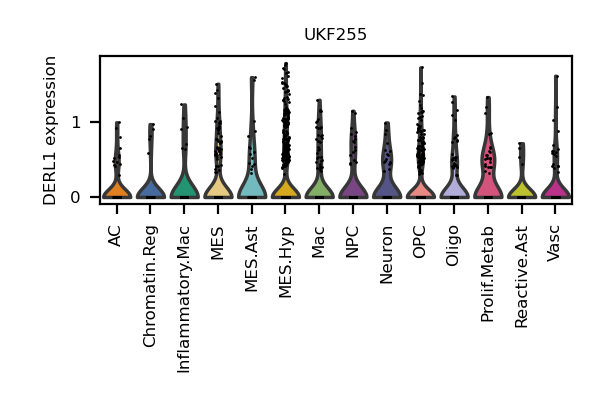 UKF255
DERL1 expression
1
0
AC
Chromatin.Reg
Inflammatory.Mac
MES
MES.Ast
MES.Hyp
Mac
NPC
Neuron
OPC
Oligo
Prolif.Metab
Reactive.Ast
Vasc